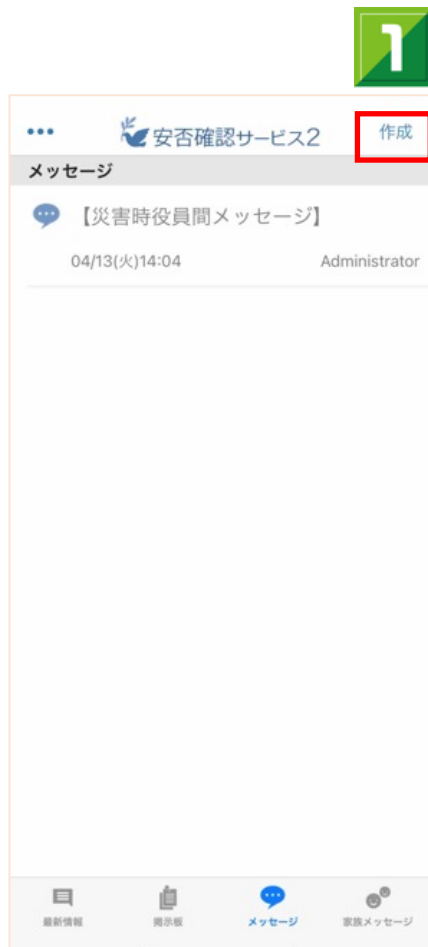 1
安否確認サービス2
作成
メッセージ
【災害時役員間メッセージ】
04/13(火)14:04 Administrator
最新情報 掲示板 メッセージ 家族メッセージ